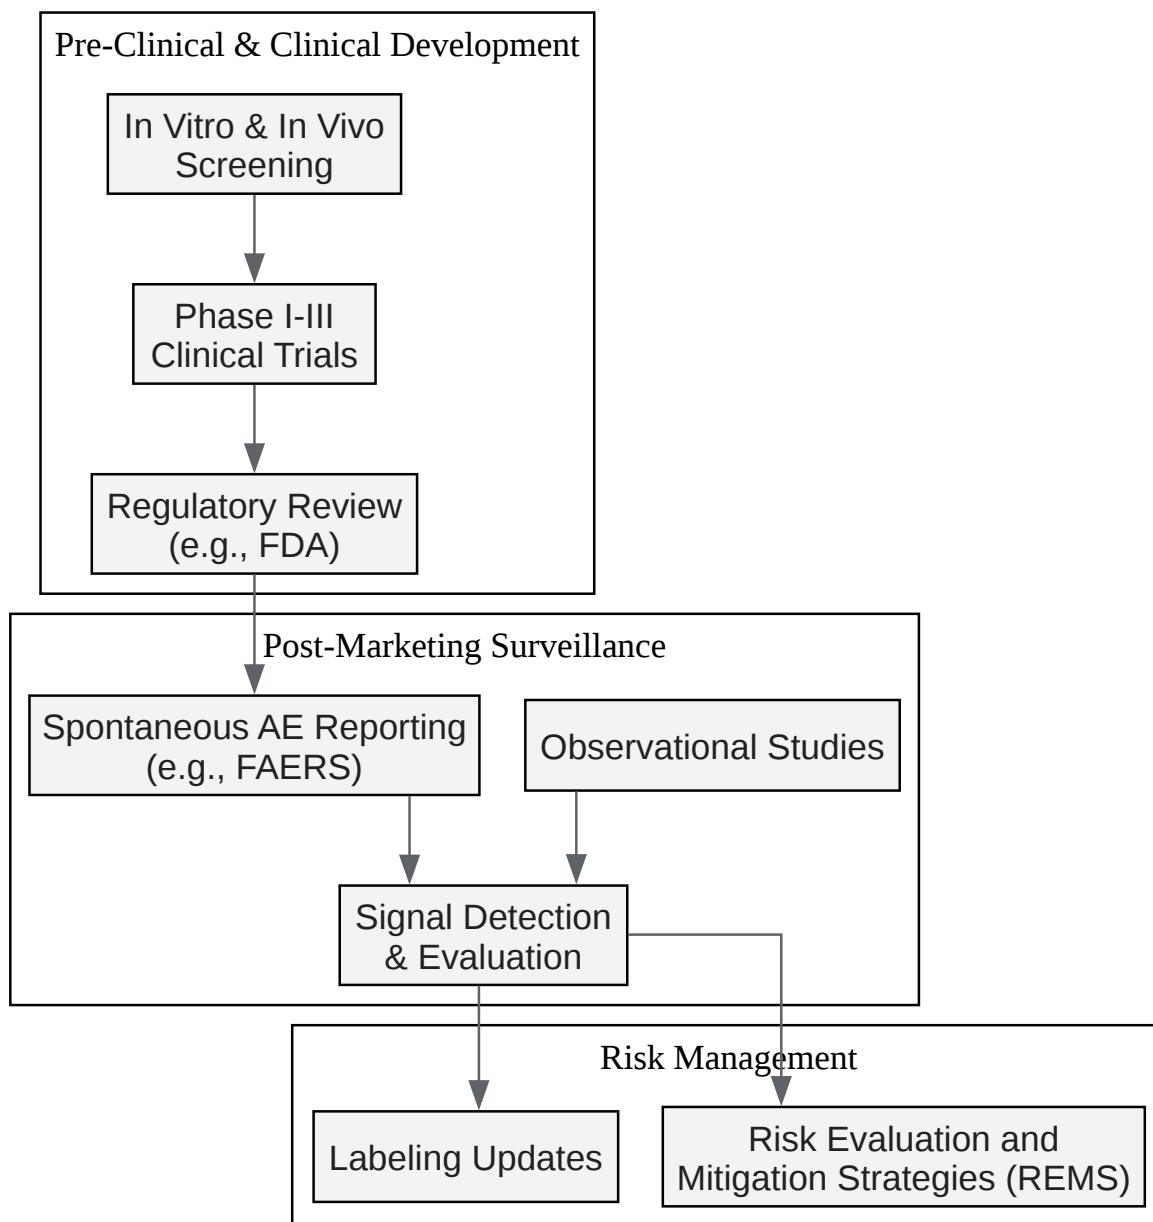 Pre-Clinical & Clinical Development
In Vitro & In Vivo
Screening
Phase I-III
Clinical Trials
Regulatory Review
(e.g., FDA)
Post-Marketing Surveillance
Spontaneous AE Reporting
(e.g., FAERS)
Observational Studies
Signal Detection
& Evaluation
Risk Management
Labeling Updates
Risk Evaluation and
Mitigation Strategies (REMS)